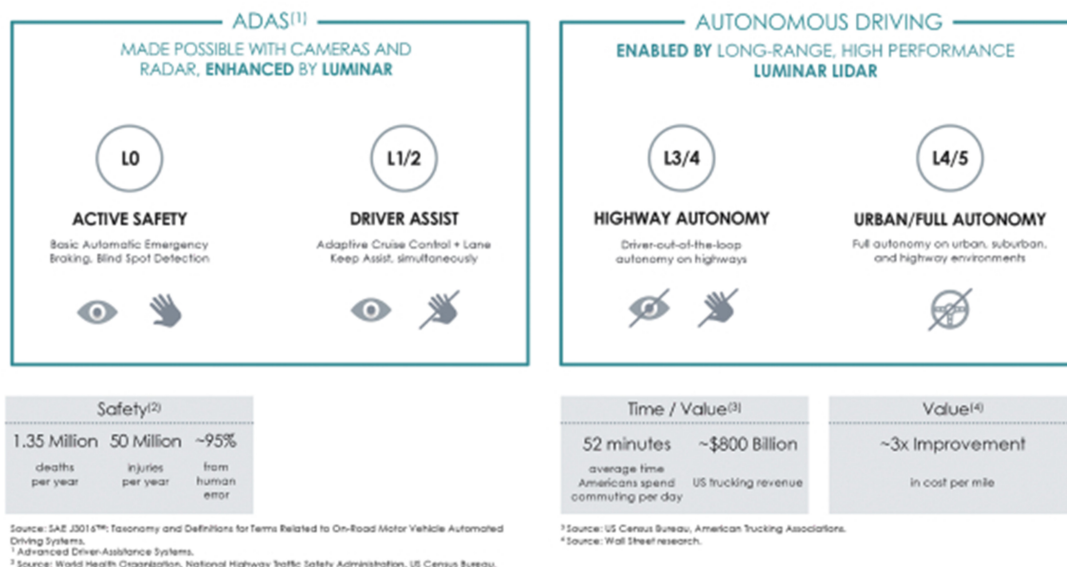 ADAS(1)
MADE POSSIBLE WITH CAMERAS AND
RADAR, ENHANCED BY LUMINAR
L0
ACTIVE SAFETY
Basic Automatic Emergency
Braking, Blind Spot Detection
L1/2
DRIVER ASSIST
Adaptive Cruise Control + Lane
Keep Assist, simultaneously
AUTONOMOUS DRIVING
ENABLED BY LONG-RANGE, HIGH PERFORMANCE
LUMINAR LIDAR
L3/4
HIGHWAY AUTONOMY
Driver-out-of-the-loop
autonomy on highways
L4/5
URBAN/FULL AUTONOMY
Full autonomy on urban, suburban,
and highway environments
Safety(2)
1.35 Million
deaths
per year
50 Million
injuries
per year
~95%
from
human
error
Time / Value(3)
52 minutes
average time
Americans spend
commuting per day
~$800 Billion
US trucking revenue
Value(4)
~3x Improvement
in cost per mile
Source: SAE J3016™: Taxonomy and Definitions for Terms Related to On-Road Motor Vehicle Automated
Driving Systems.
1 Advanced Driver-Assistance Systems.
2 Source: World Health Organization, National Highway Traffic Safety Administration, US Census Bureau.
3 Source: US Census Bureau, American Trucking Associations.
4 Source: Wall Street research.